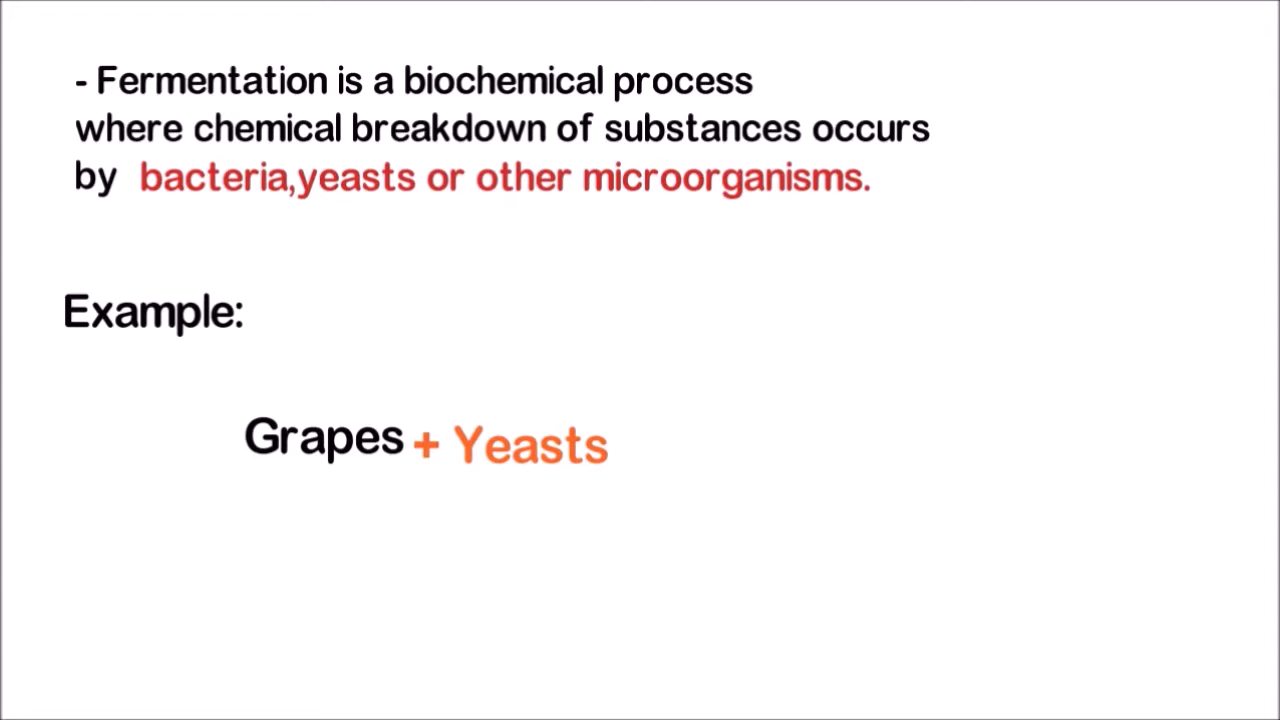 - Fermentation is a biochemical process
where chemical breakdown of substances occurs
by bacteria,yeasts or other microorganisms.
Example:
Grapes + Yeasts